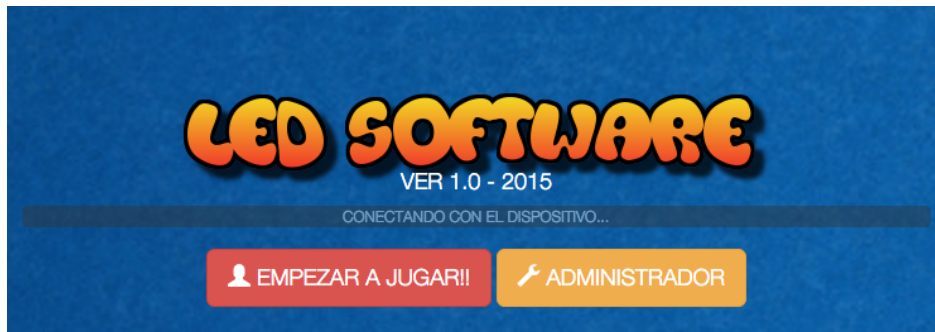 LED SOFTWARE
VER 1.0 - 2015
CONECTANDO CON EL DISPOSITIVO...
EMPEZAR A JUGAR!! ADMINISTRADOR